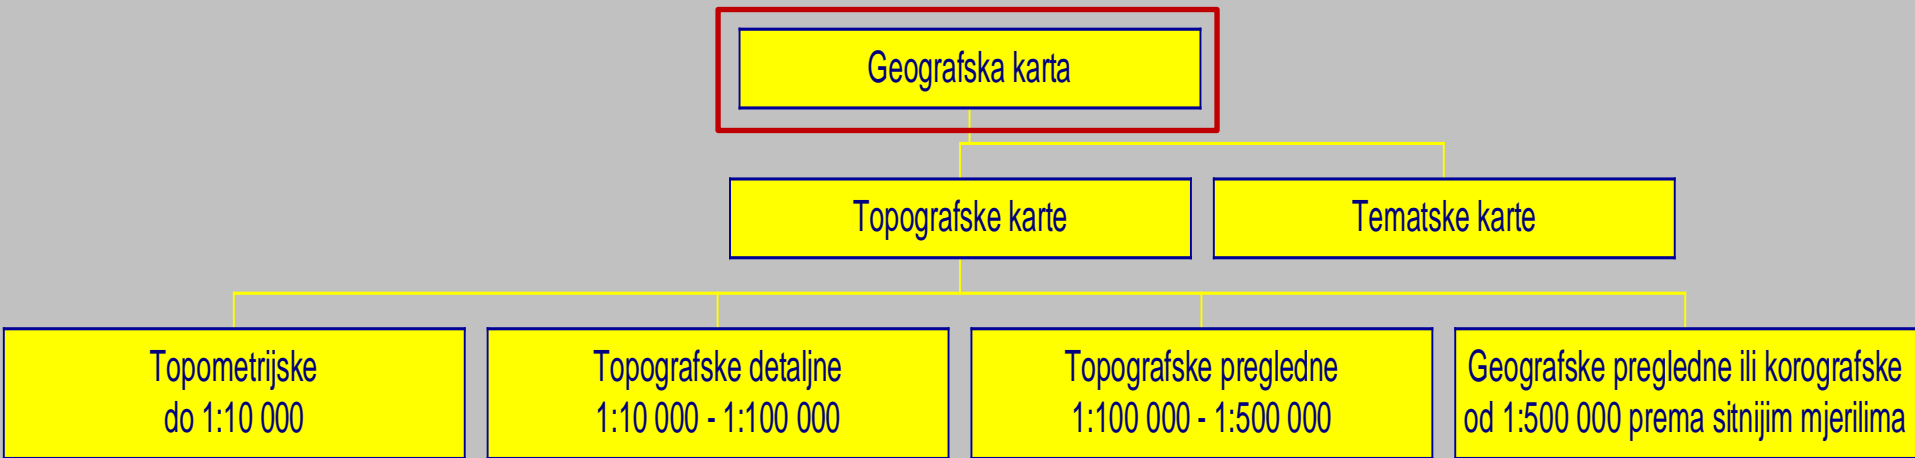 Geografska karta
Topografske karte
Tematske karte
Topometrijske
do 1:10 000
Topografske detaljne
1:10 000 - 1:100 000
Topografske pregledne
1:100 000 - 1:500 000
Geografske pregledne ili korografske
od 1:500 000 prema sitnijim mjerilima